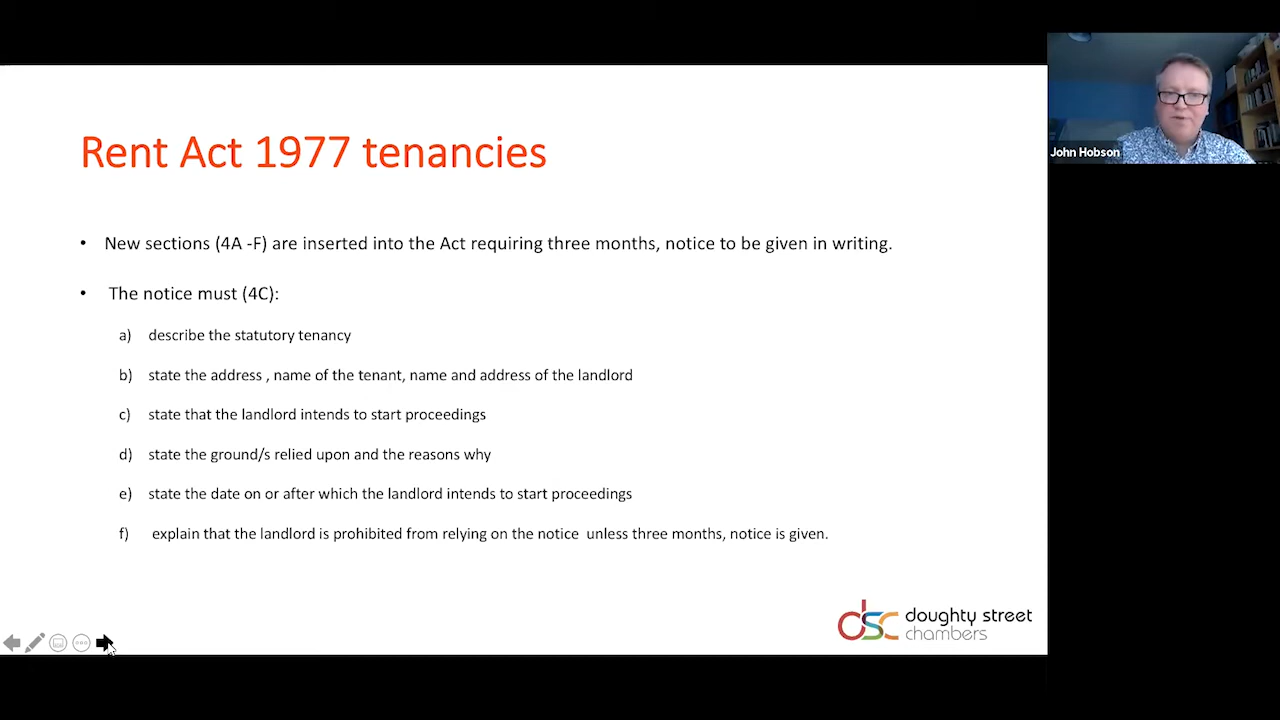 Rent Act 1977 tenancies
• New sections (4A -F) are inserted into the Act requiring three months, notice to be given in writing.
• The notice must (4C):
a) describe the statutory tenancy
b) state the address , name of the tenant, name and address of the landlord
c) state that the landlord intends to start proceedings
d) state the ground/s relied upon and the reasons why
e) state the date on or after which the landlord intends to start proceedings
f) explain that the landlord is prohibited from relying on the notice unless three months, notice is given.
dsc doughty street
chambers
John Hobson